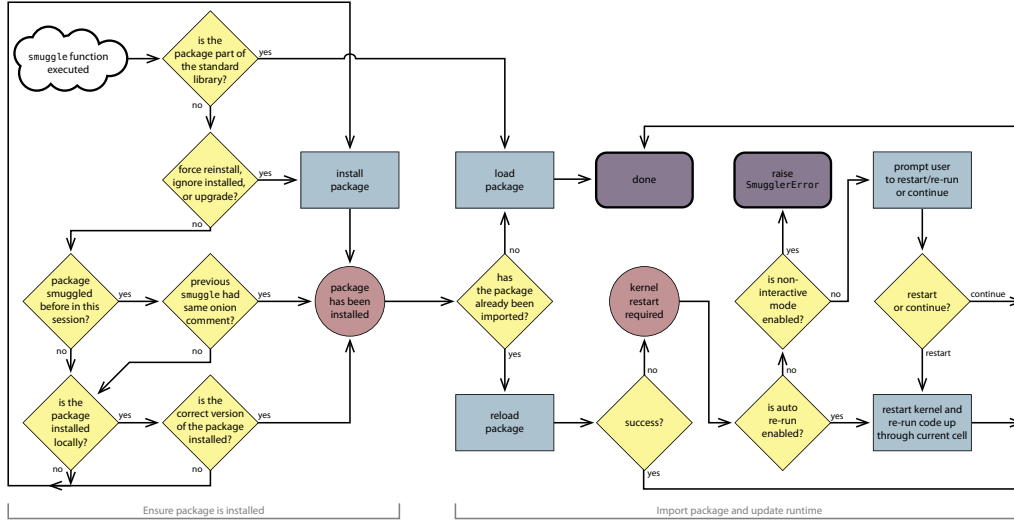 smuggle function
executed
is the
package part of
the standard
library?
yes
no
force reinstall,
ignore installed,
or upgrade?
yes
no
install
package
load
package
done
raise
SmugglerError
prompt user
to restart/re-run
or continue
package
smuggled
before in this
session?
yes
no
previous
smuggle had
same onion
comment?
yes
no
package
has been
installed
has
the package
already been
imported?
no
yes
kernel
restart
required
is non-
interactive
mode
enabled?
yes
no
restart
or continue?
continue
restart
is the
package
installed
locally?
yes
no
is the
correct version
of the package
installed?
yes
no
reload
package
success?
no
yes
is auto
re-run
enabled?
no
yes
restart kernel and
re-run code up
through current cell
Ensure package is installed
Import package and update runtime